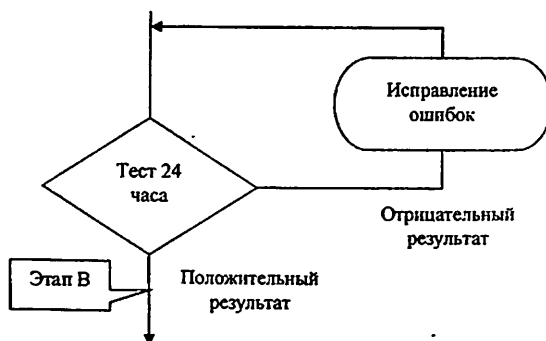 Исправление
ошибок
Тест 24
часа
Отрицательный
результат
Этап В
Положительный
результат